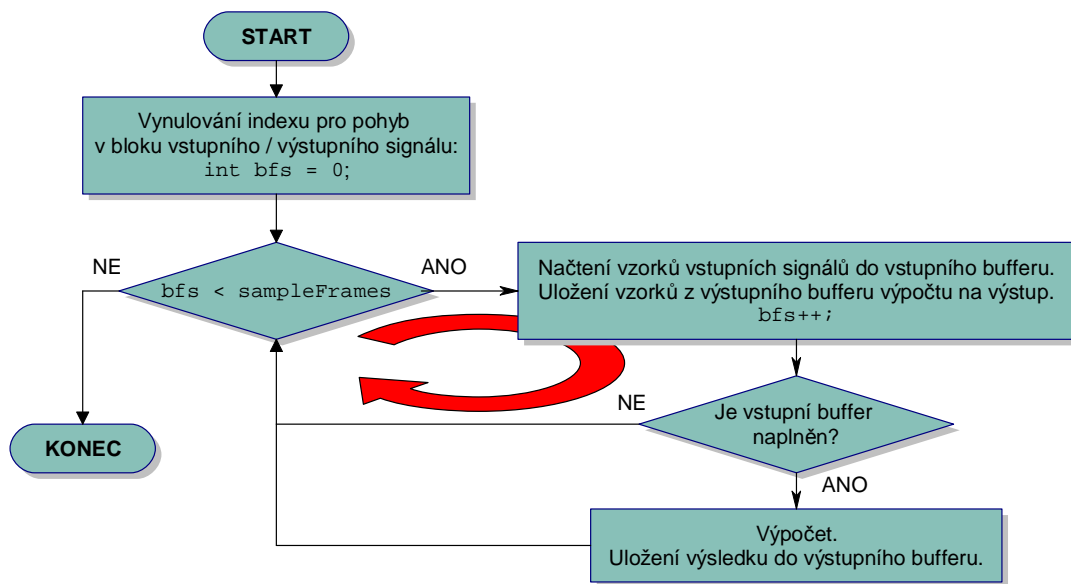 START
Vynulování indexu pro pohyb
v bloku vstupního / výstupního signálu:
int bfs = 0;
NE
ANO
bfs < sampleFrames
Načtení vzorků vstupních signálů do vstupního bufferu.
Uložení vzorků z výstupního bufferu výpočtu na výstup.
bfs++;
NE
Je vstupní buffer
naplněn?
KONEC
ANO
Výpočet.
Uložení výsledku do výstupního bufferu.